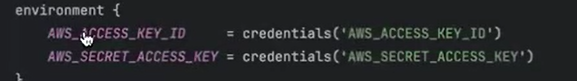 environment {
AWS_ACCESS_KEY_ID = credentials('AWS_ACCESS_KEY_ID')
AWS_SECRET_ACCESS_KEY = credentials('AWS_SECRET_ACCESS_KEY')
}